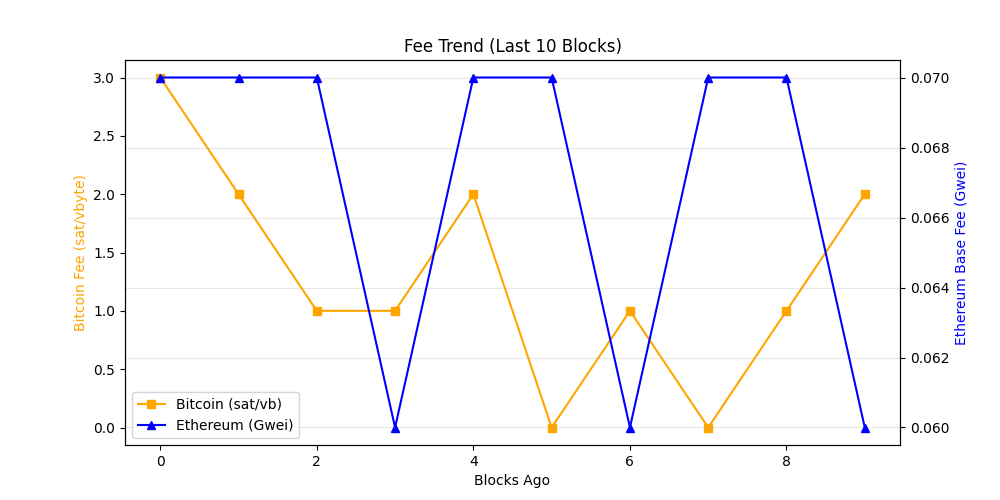 Fee Trend (Last 10 Blocks)
Bitcoin Fee (sat/vbyte)
3.0
2.5
2.0
1.5
1.0
0.5
0.0
0.070
0.068
0.066
0.064
0.062
0.060
Ethereum Base Fee (Gwei)
Bitcoin (sat/vb)
Ethereum (Gwei)
0 2 4 6 8
Blocks Ago